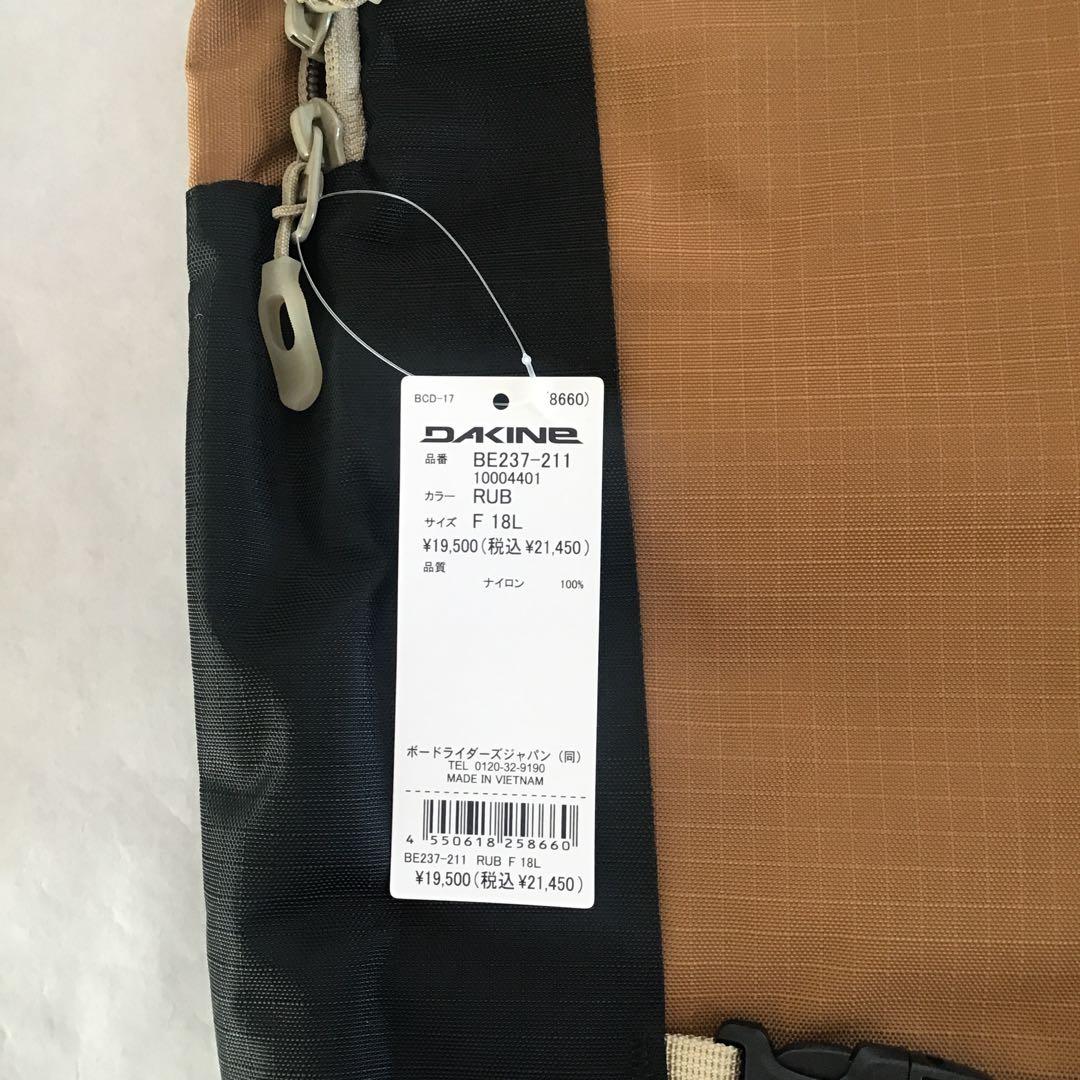 BCD-17 8660)
DAKINE
品番 BE237-211
10004401
カラー RUB
サイズ F 18L
¥19,500(税込¥21,450)
品質
ナイロン 100%
ボードライダーズジャパン (同)
TEL 0120-32-9190
MADE IN VIETNAM
4 550618 258660
BE237-211 RUB F 18L
¥19,500(税込¥21,450)